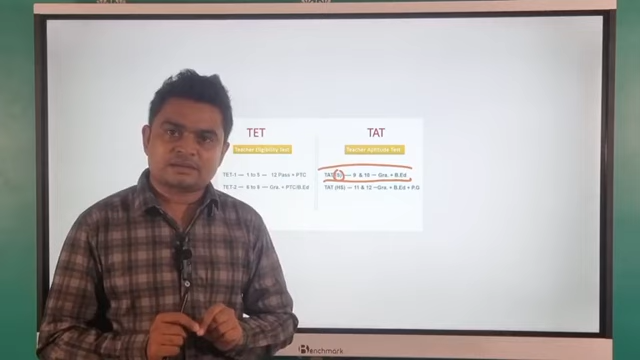 TET
Teacher Eligibility Test
TET-1 — 1 to 5 — 12 Pass + PTC
TET-2 — 6 to 8 — Gra. + PTC/B.Ed
TAT
Teacher Aptitude Test
TAT (S) — 9 & 10 — Gra. + B.Ed
TAT (HS) — 11 & 12 — Gra. + B.Ed + P.G
Benchmark